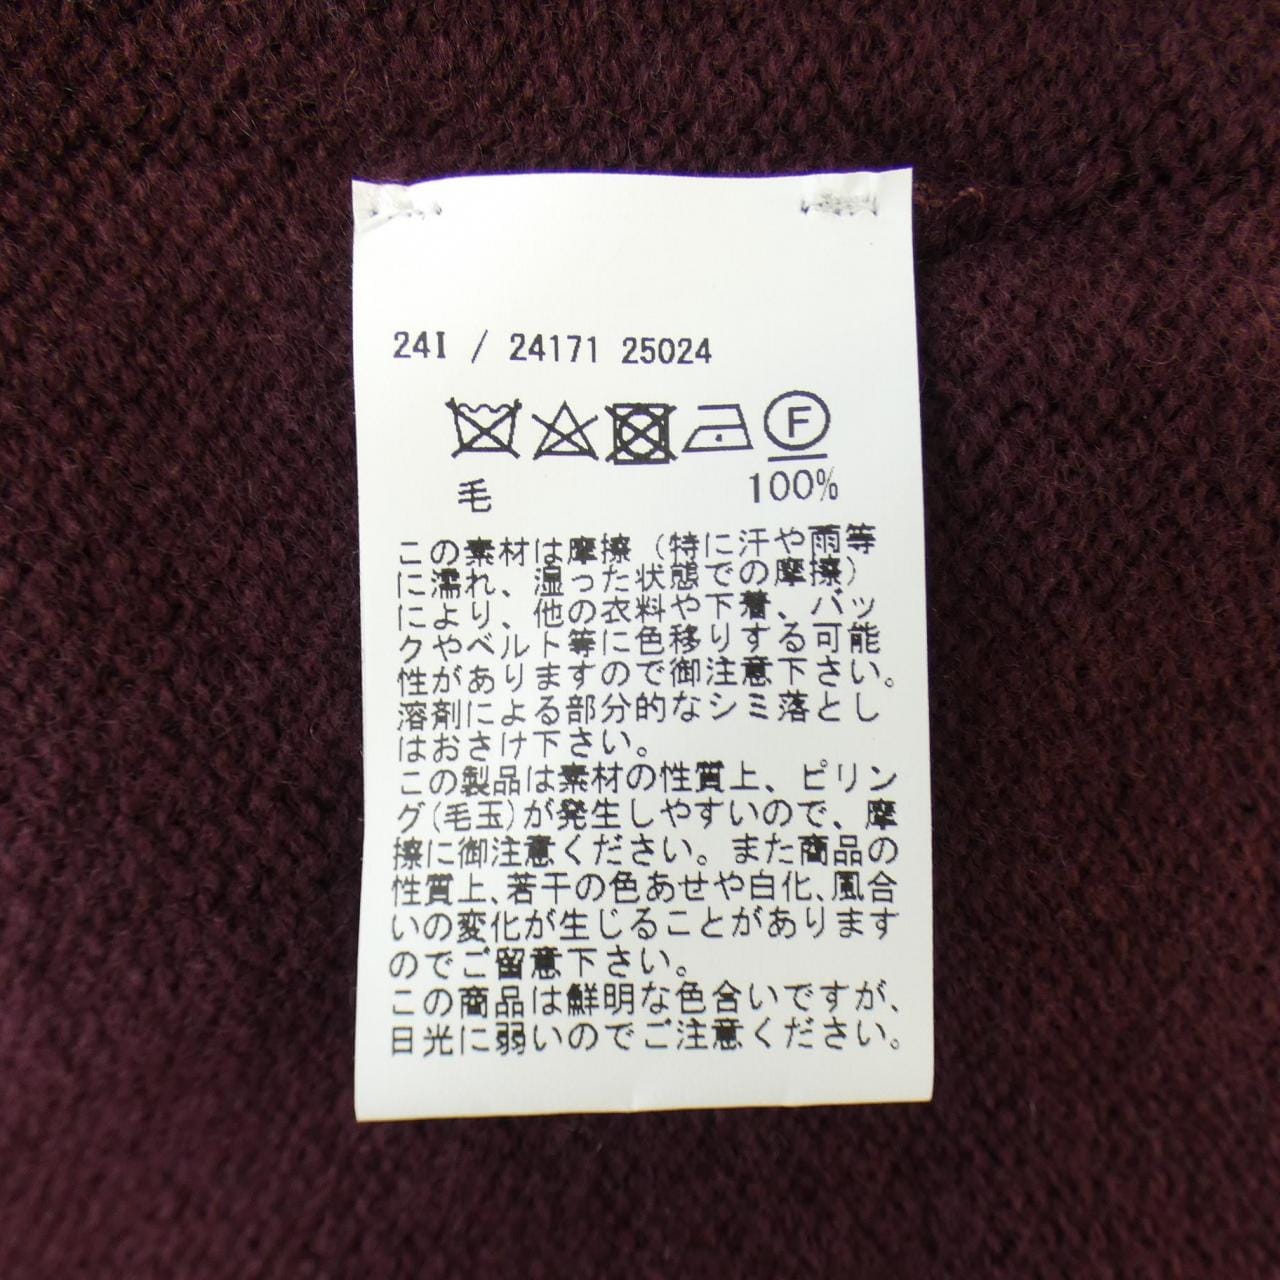 24I / 24171 25024
F
毛 100%
この素材は摩擦（特に汗や雨等
に濡れ、湿った状態での摩擦）
により、他の衣料や下着、バッ
クやベルト等に色移りする可能
性がありますので御注意下さい。
溶剤による部分的なシミ落とし
はおさけ下さい。
この製品は素材の性質上、ピリン
グ(毛玉)が発生しやすいので、摩
擦に御注意ください。また商品の
性質上、若干の色あせや白化、風合
いの変化が生じることがあります
のでご留意下さい。
この商品は鮮明な色合いですが、
日光に弱いのでご注意ください。